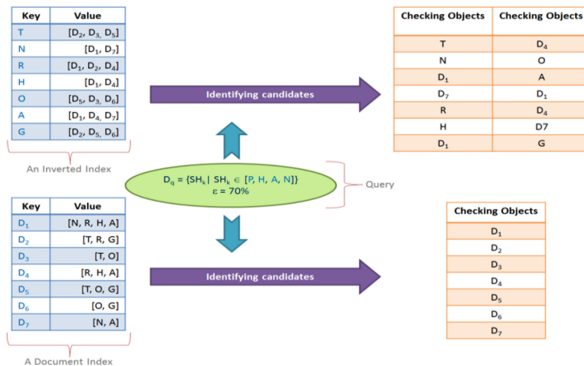 Key Value
T [D₂, D₃, D₅]
N [D₁, D₇]
R [D₁, D₂, D₄]
H [D₁, D₄]
O [D₅, D₃, D₆]
A [D₁, D₄, D₇]
G [D₂, D₅, D₆]
An Inverted Index
Identifying candidates
Checking Objects Checking Objects
T D₄
N O
D₁ A
D₇ D₁
R D₄
H D7
D₁ G
D_q = {SH_k| SH_k ∈ [P, H, A, N]}
ε = 70%
Query
Key Value
D₁ [N, R, H, A]
D₂ [T, R, G]
D₃ [T, O]
D₄ [R, H, A]
D₅ [T, O, G]
D₆ [O, G]
D₇ [N, A]
A Document Index
Identifying candidates
Checking Objects
D₁
D₂
D₃
D₄
D₅
D₆
D₇